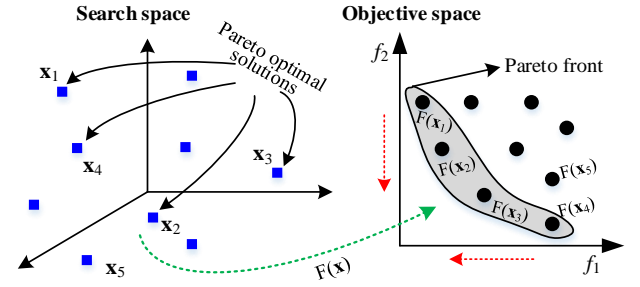 Search space
Objective space
Pareto optimal
solutions
x1
x4
x3
x2
x5
F(x)
f2
Pareto front
F(x1)
F(x2)
F(x5)
F(x3)
F(x4)
f1